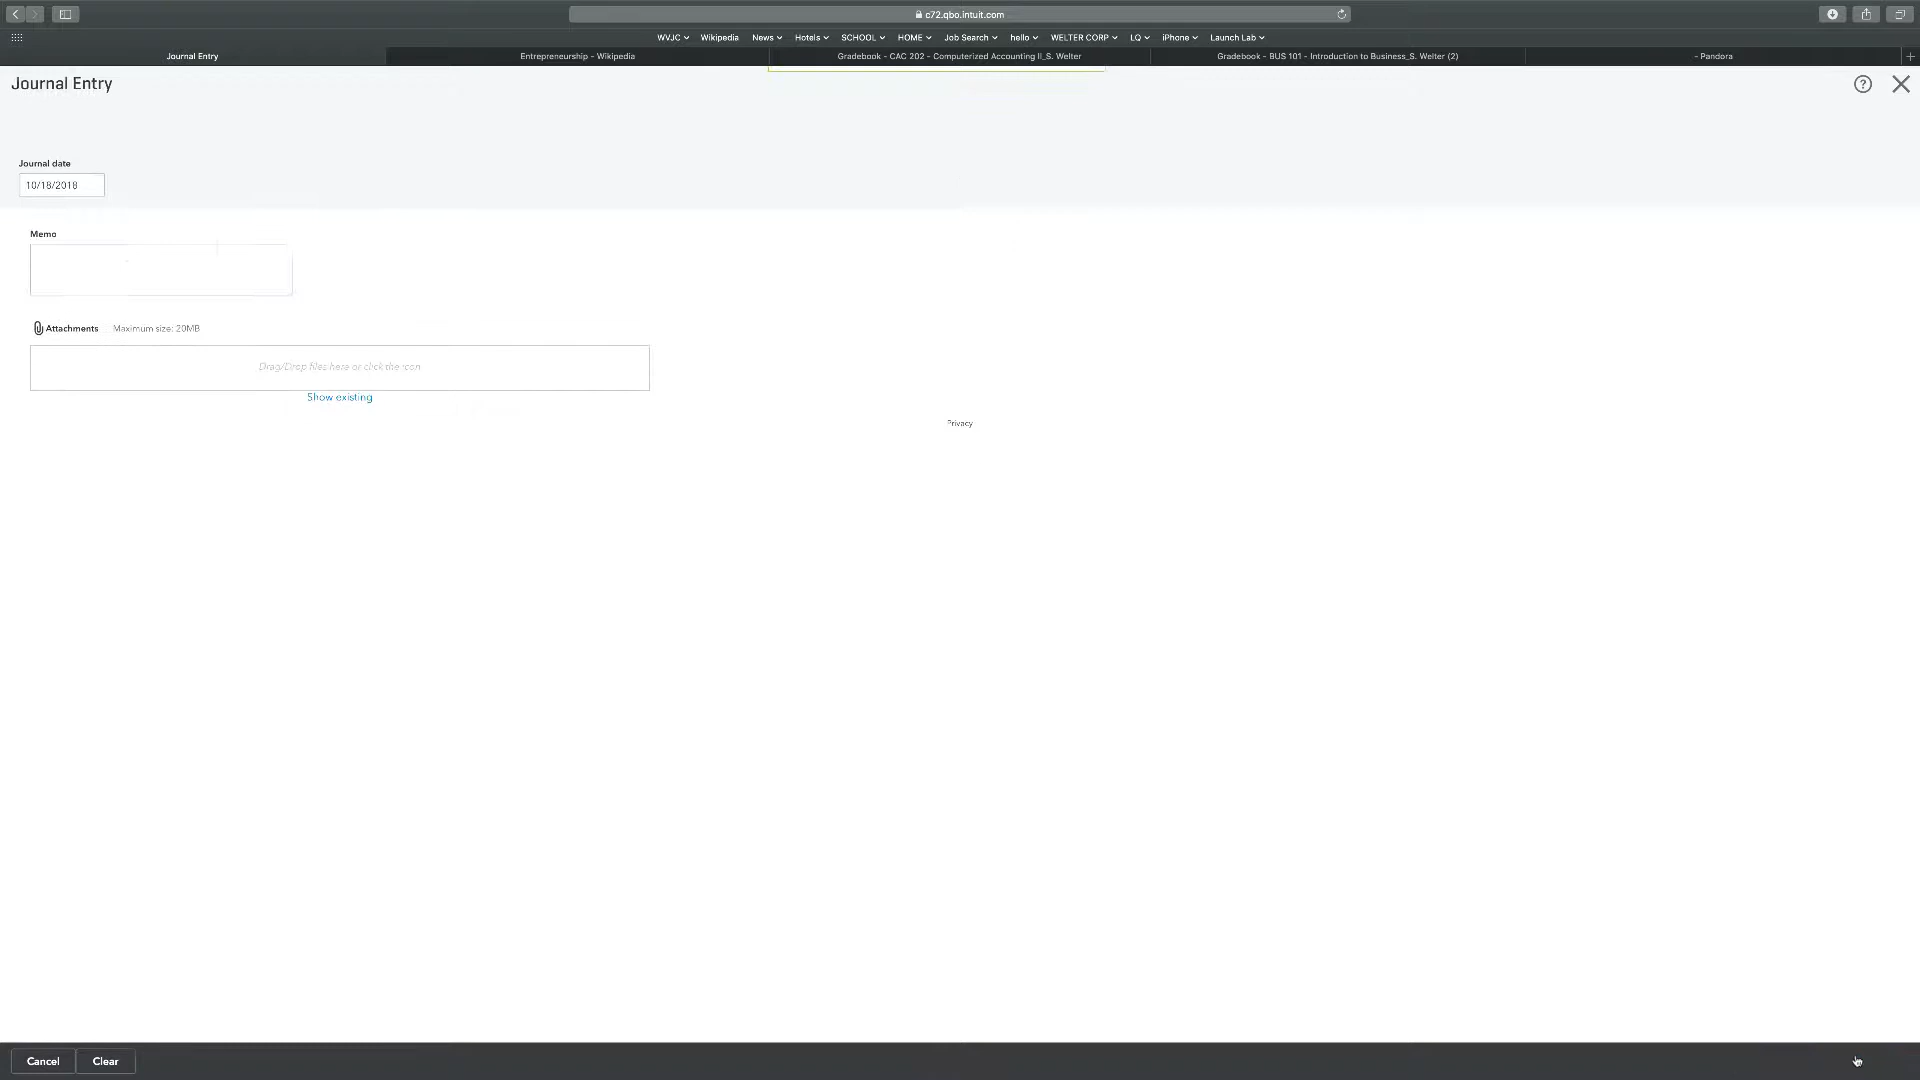 c72.qbo.intuit.com
WVJC Wikipedia News Hotels SCHOOL HOME Job Search hello WELTER CORP LQ iPhone Launch Lab
Journal Entry Entrepreneurship - Wikipedia Gradebook - CAC 202 - Computerized Accounting II_S. Welter Gradebook - BUS 101 - Introduction to Business_S. Welter (2) - Pandora
Journal Entry
Journal date
10/18/2018
Memo
Attachments Maximum size: 20MB
Drag/Drop files here or click the icon
Show existing
Privacy
Cancel Clear